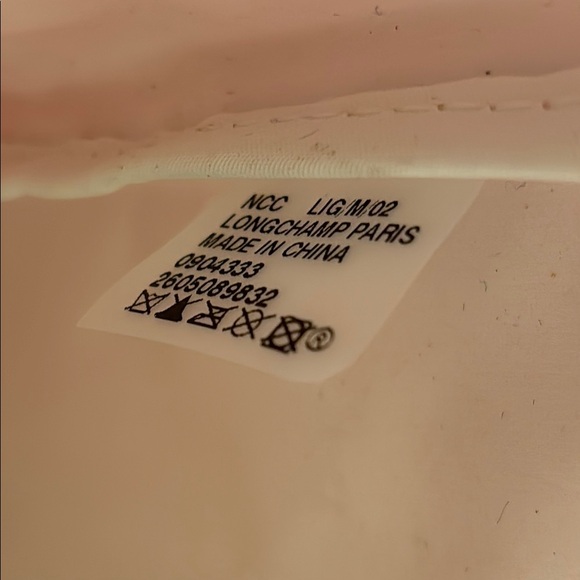 NCC LIG/M/02
LONGCHAMP PARIS
MADE IN CHINA
0904333
2605089832
®